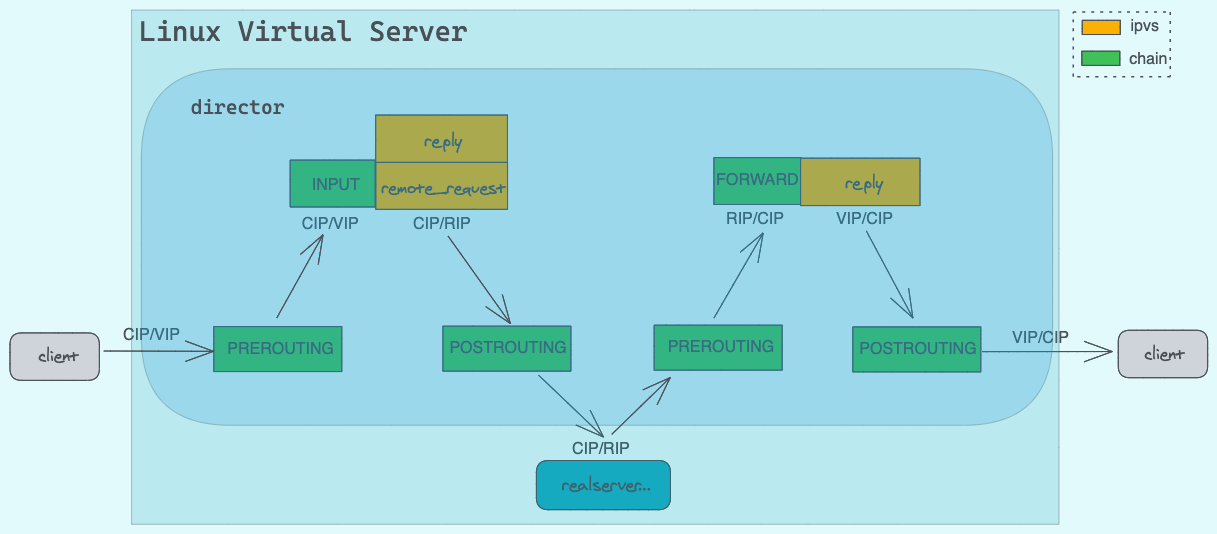 Linux Virtual Server
ipvs
chain
director
reply
INPUT
remote_request
CIP/VIP
CIP/RIP
FORWARD
reply
RIP/CIP
VIP/CIP
client
CIP/VIP
PREROUTING
POSTROUTING
PREROUTING
POSTROUTING
VIP/CIP
client
CIP/RIP
realserver...